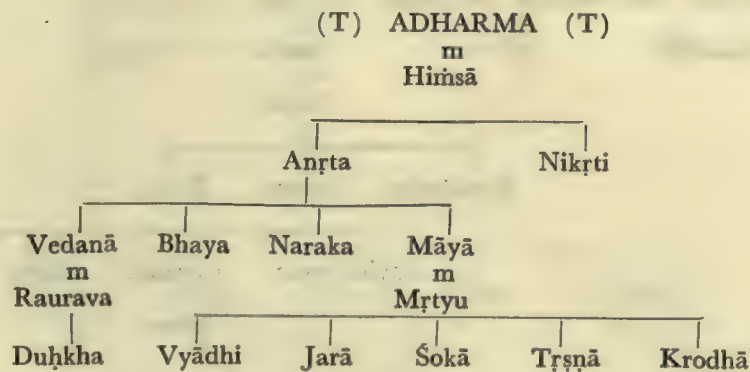 (T) ADHARMA (T)
m
Hiṁsā
Anṛta Nikṛti
Vedanā Bhaya Naraka Māyā
m m
Raurava Mṛtyu
Duḥkha Vyādhi Jarā Śokā Tṛṣṇā Krodhā